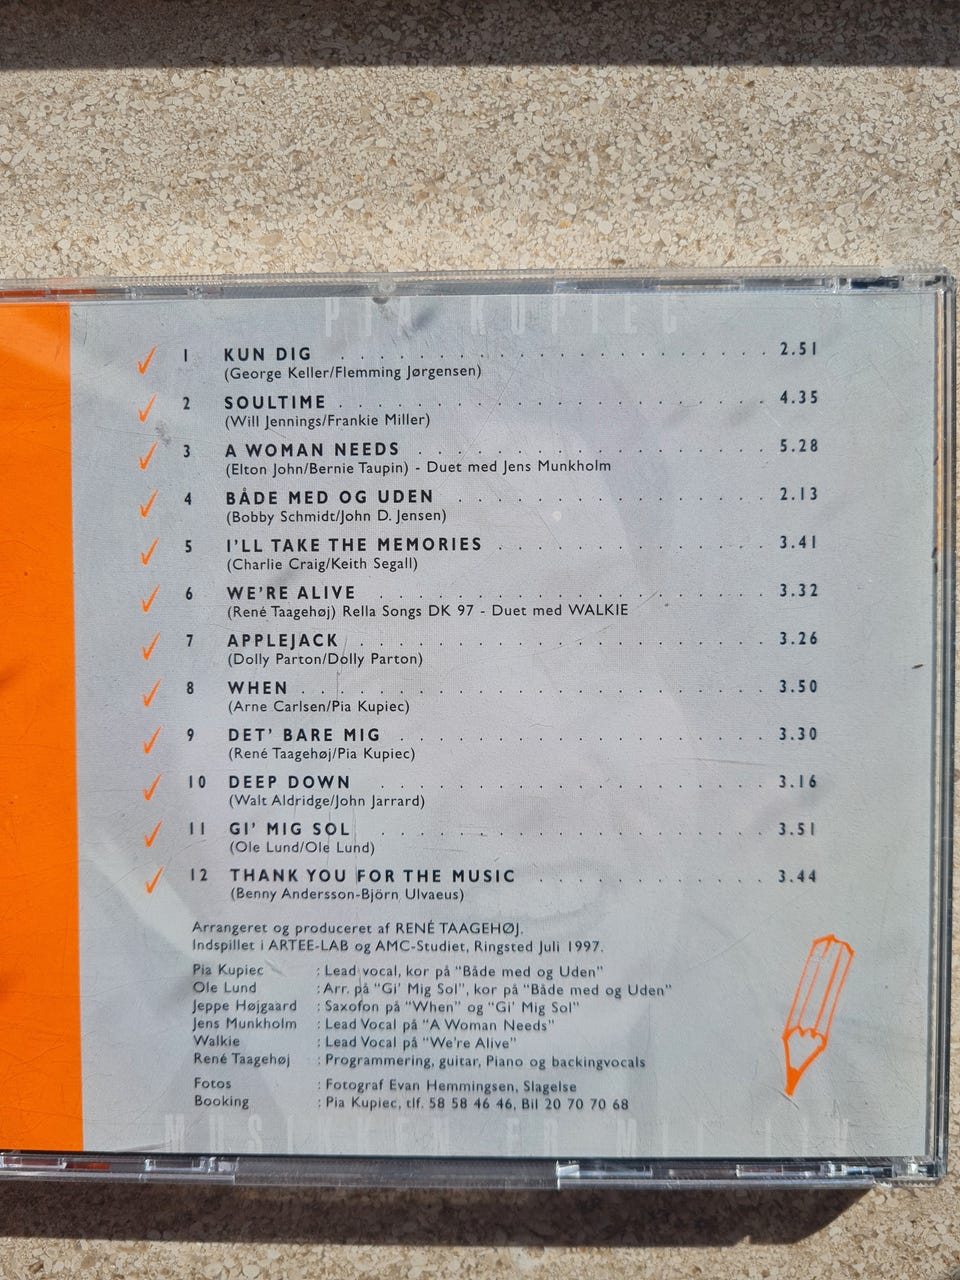 PIA KUPIEC
1 KUN DIG . . . . . . . . . . . . . . . . . . . . . . 2.51
(George Keller/Flemming Jørgensen)
2 SOULTIME . . . . . . . . . . . . . . . . . . . . . . 4.35
(Will Jennings/Frankie Miller)
3 A WOMAN NEEDS . . . . . . . . . . . . . . . . . . 5.28
(Elton John/Bernie Taupin) - Duet med Jens Munkholm
4 BÅDE MED OG UDEN . . . . . . . . . . . . . . . . 2.13
(Bobby Schmidt/John D. Jensen)
5 I'LL TAKE THE MEMORIES . . . . . . . . . . . . . . 3.41
(Charlie Craig/Keith Segall)
6 WE'RE ALIVE . . . . . . . . . . . . . . . . . . . . 3.32
(René Taagehøj) Rella Songs DK 97 - Duet med WALKIE
7 APPLEJACK . . . . . . . . . . . . . . . . . . . . . 3.26
(Dolly Parton/Dolly Parton)
8 WHEN . . . . . . . . . . . . . . . . . . . . . . . . 3.50
(Arne Carlsen/Pia Kupiec)
9 DET' BARE MIG . . . . . . . . . . . . . . . . . . . 3.30
(René Taagehøj/Pia Kupiec)
10 DEEP DOWN . . . . . . . . . . . . . . . . . . . . 3.16
(Walt Aldridge/John Jarrard)
11 GI' MIG SOL . . . . . . . . . . . . . . . . . . . . 3.51
(Ole Lund/Ole Lund)
12 THANK YOU FOR THE MUSIC . . . . . . . . . . . . 3.44
(Benny Andersson-Björn Ulvaeus)
Arrangeret og produceret af RENÉ TAAGEHØJ.
Indspillet i ARTEE-LAB og AMC-Studiet, Ringsted Juli 1997.
Pia Kupiec : Lead vocal, kor på "Både med og Uden"
Ole Lund : Arr. på "Gi' Mig Sol", kor på "Både med og Uden"
Jeppe Højgaard : Saxofon på "When" og "Gi' Mig Sol"
Jens Munkholm : Lead Vocal på "A Woman Needs"
Walkie : Lead Vocal på "We're Alive"
René Taagehøj : Programmering, guitar, Piano og backingvocals
Fotos : Fotograf Evan Hemmingsen, Slagelse
Booking : Pia Kupiec, tlf. 58 58 46 46, Bil 20 70 70 68
MUSIKKEN ER MIT LIV